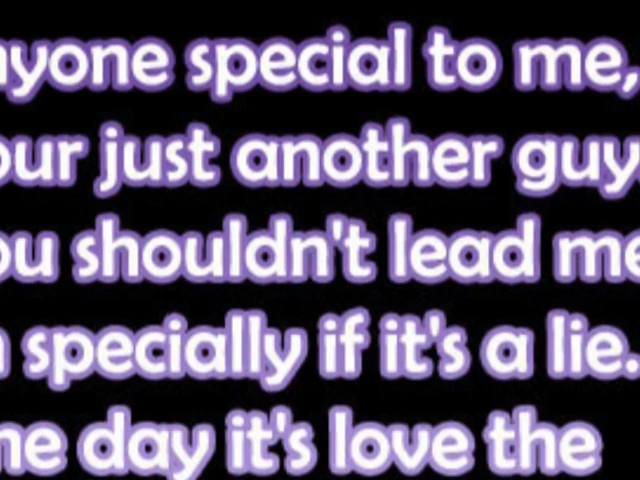 nyone special to me,
our just another guy
ou shouldn't lead me
n specially if it's a lie.
ne day it's love the